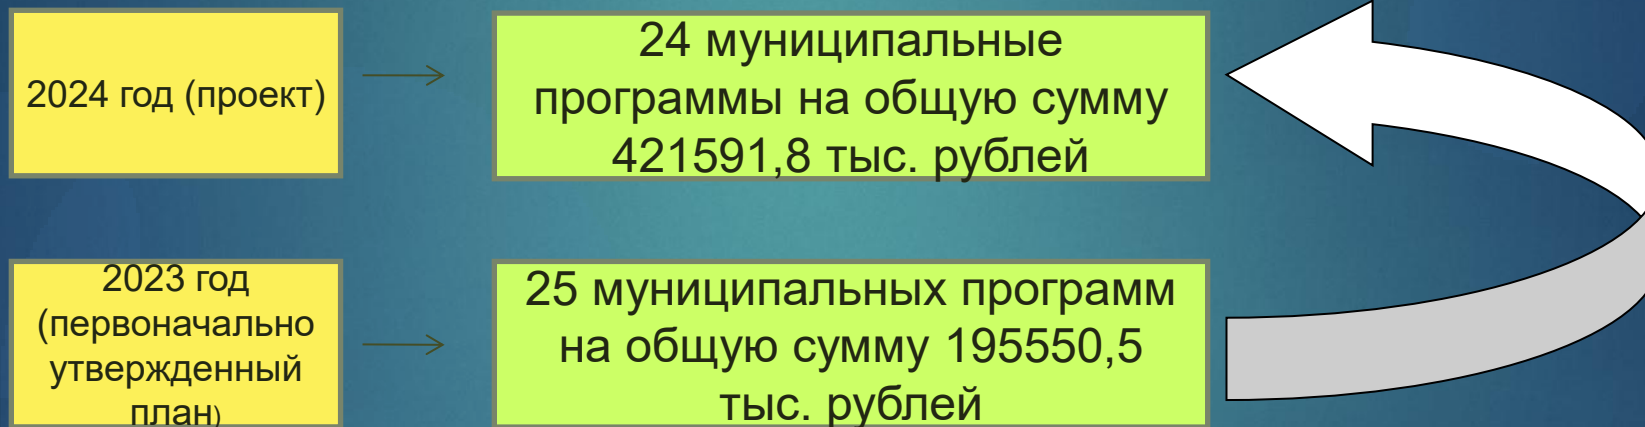 2024 год (проект)
24 муниципальные
программы на общую сумму
421591,8 тыс. рублей
2023 год
(первоначально
утвержденный
план)
25 муниципальных программ
на общую сумму 195550,5
тыс. рублей